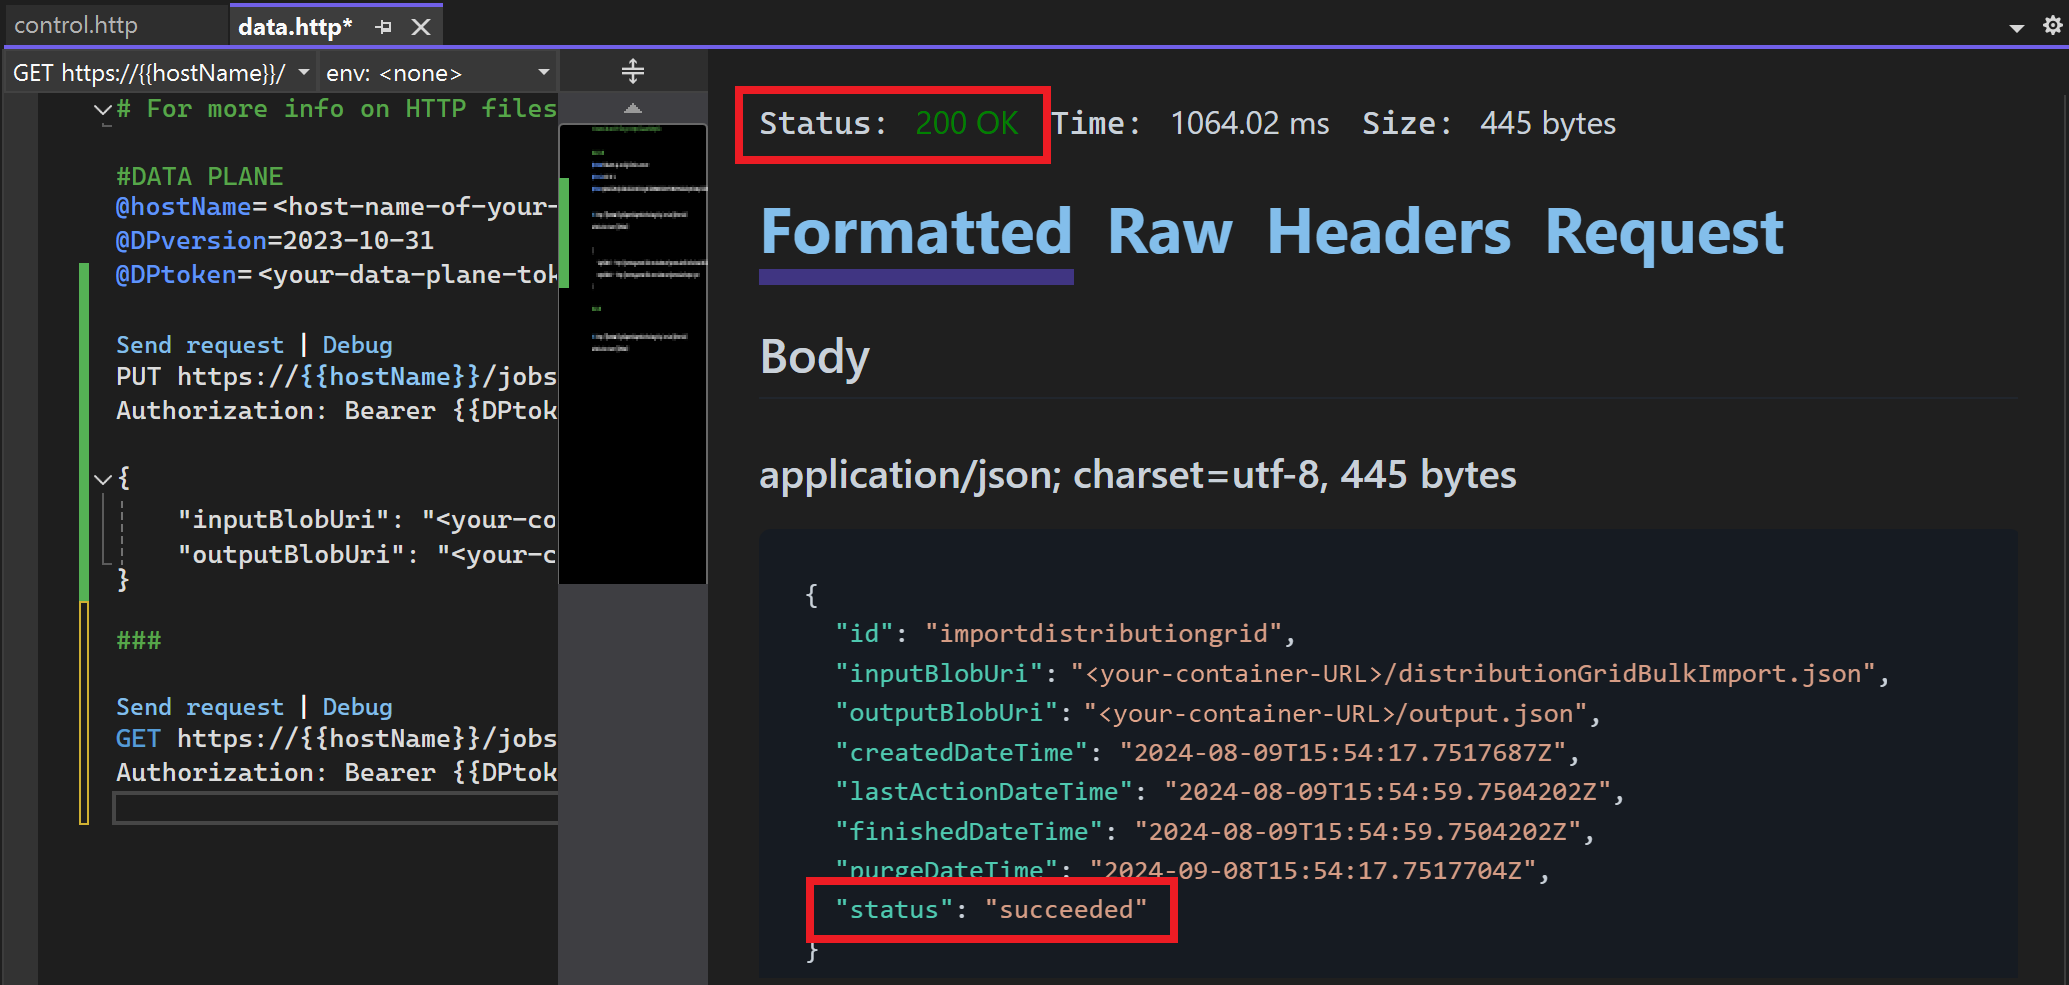 control.http
data.http*
GET https://{{hostName}}/
env: <none>
# For more info on HTTP files
#DATA PLANE
@hostName=<host-name-of-your-
@DPversion=2023-10-31
@DPtoken=<your-data-plane-tok
Send request | Debug
PUT https://{{hostName}}/jobs
Authorization: Bearer {{DPtok
{
"inputBlobUri": "<your-co
"outputBlobUri": "<your-c
}
###
Send request | Debug
GET https://{{hostName}}/jobs
Authorization: Bearer {{DPtok
Status: 200 OK Time: 1064.02 ms Size: 445 bytes
Formatted Raw Headers Request
Body
application/json; charset=utf-8, 445 bytes
{
"id": "importdistributiongrid",
"inputBlobUri": "<your-container-URL>/distributionGridBulkImport.json",
"outputBlobUri": "<your-container-URL>/output.json",
"createdDateTime": "2024-08-09T15:54:17.7517687Z",
"lastActionDateTime": "2024-08-09T15:54:59.7504202Z",
"finishedDateTime": "2024-08-09T15:54:59.7504202Z",
"purgeDateTime": "2024-09-08T15:54:17.7517704Z",
"status": "succeeded"
}